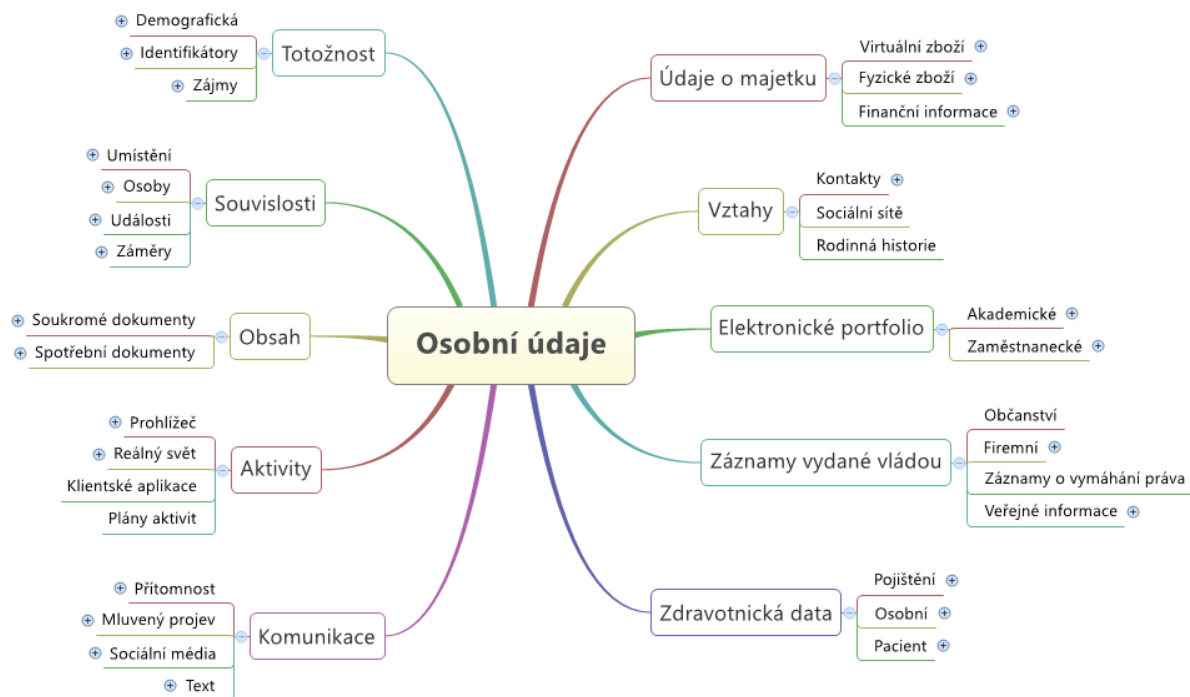 Osobní údaje
Totožnost
Demografická
Identifikátory
Zájmy
Souvislosti
Umístění
Osoby
Události
Záměry
Obsah
Soukromé dokumenty
Spotřební dokumenty
Aktivity
Prohlížeč
Reálný svět
Klientské aplikace
Plány aktivit
Komunikace
Přítomnost
Mluvený projev
Sociální média
Text
Údaje o majetku
Virtuální zboží
Fyzické zboží
Finanční informace
Vztahy
Kontakty
Sociální sítě
Rodinná historie
Elektronické portfolio
Akademické
Zaměstnanecké
Záznamy vydané vládou
Občanství
Firemní
Záznamy o vymáhání práva
Veřejné informace
Zdravotnická data
Pojištění
Osobní
Pacient